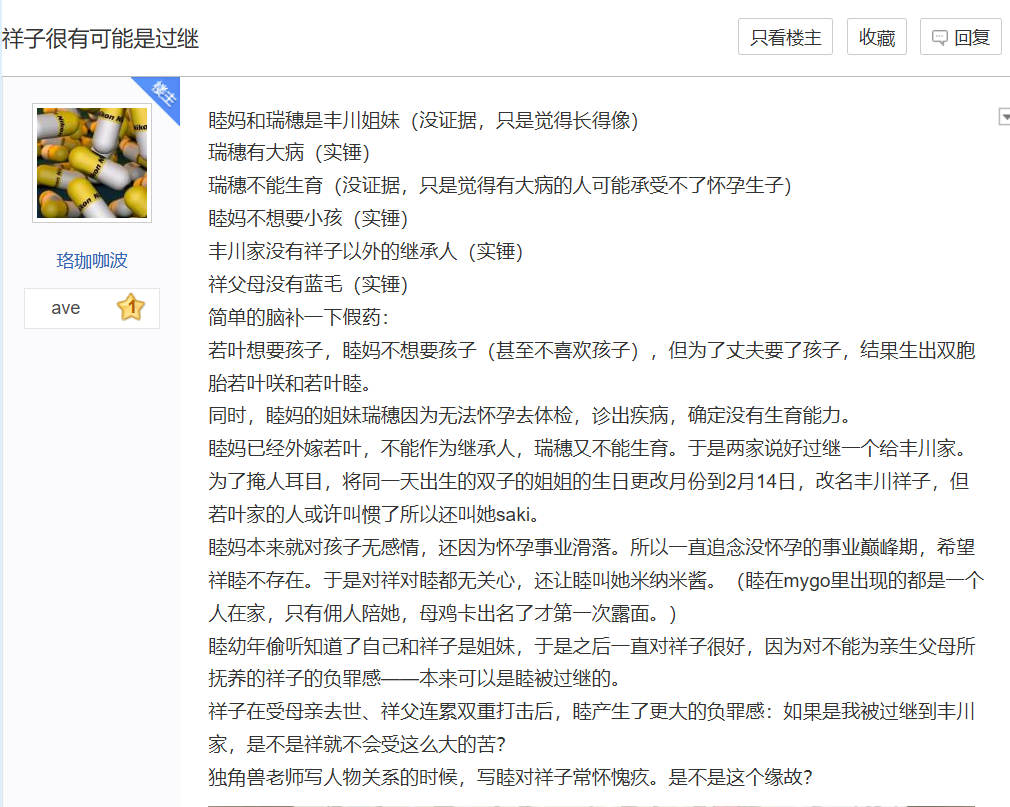 祥子很有可能是过继
只看楼主
收藏
回复
楼主
珞珈咖波
ave
1
睦妈和瑞穗是丰川姐妹（没证据，只是觉得长得像）
瑞穗有大病（实锤）
瑞穗不能生育（没证据，只是觉得有大病的人可能承受不了怀孕生子）
睦妈不想要小孩（实锤）
丰川家没有祥子以外的继承人（实锤）
祥父母没有蓝毛（实锤）
简单的脑补一下假药：
若叶想要孩子，睦妈不想要孩子（甚至不喜欢孩子），但为了丈夫要了孩子，结果生出双胞
胎若叶咲和若叶睦。
同时，睦妈的姐妹瑞穗因为无法怀孕去体检，诊出疾病，确定没有生育能力。
睦妈已经外嫁若叶，不能作为继承人，瑞穗又不能生育。于是两家说好过继一个给丰川家。
为了掩人耳目，将同一天出生的双子的姐姐的生日更改月份到2月14日，改名丰川祥子，但
若叶家的人或许叫惯了所以还叫她saki。
睦妈本来就对孩子无感情，还因为怀孕事业滑落。所以一直追念没怀孕的事业巅峰期，希望
祥睦不存在。于是对祥对睦都无关心，还让睦叫她米纳米酱。（睦在mygo里出现的都是一个
人在家，只有佣人陪她，母鸡卡出名了才第一次露面。）
睦幼年偷听知道了自己和祥子是姐妹，于是之后一直对祥子很好，因为对不能为亲生父母所
抚养的祥子的负罪感——本来可以是睦被过继的。
祥子在受母亲去世、祥父连累双重打击后，睦产生了更大的负罪感：如果是我被过继到丰川
家，是不是祥就不会受这么大的苦？
独角兽老师写人物关系的时候，写睦对祥子常怀愧疚。是不是这个缘故？